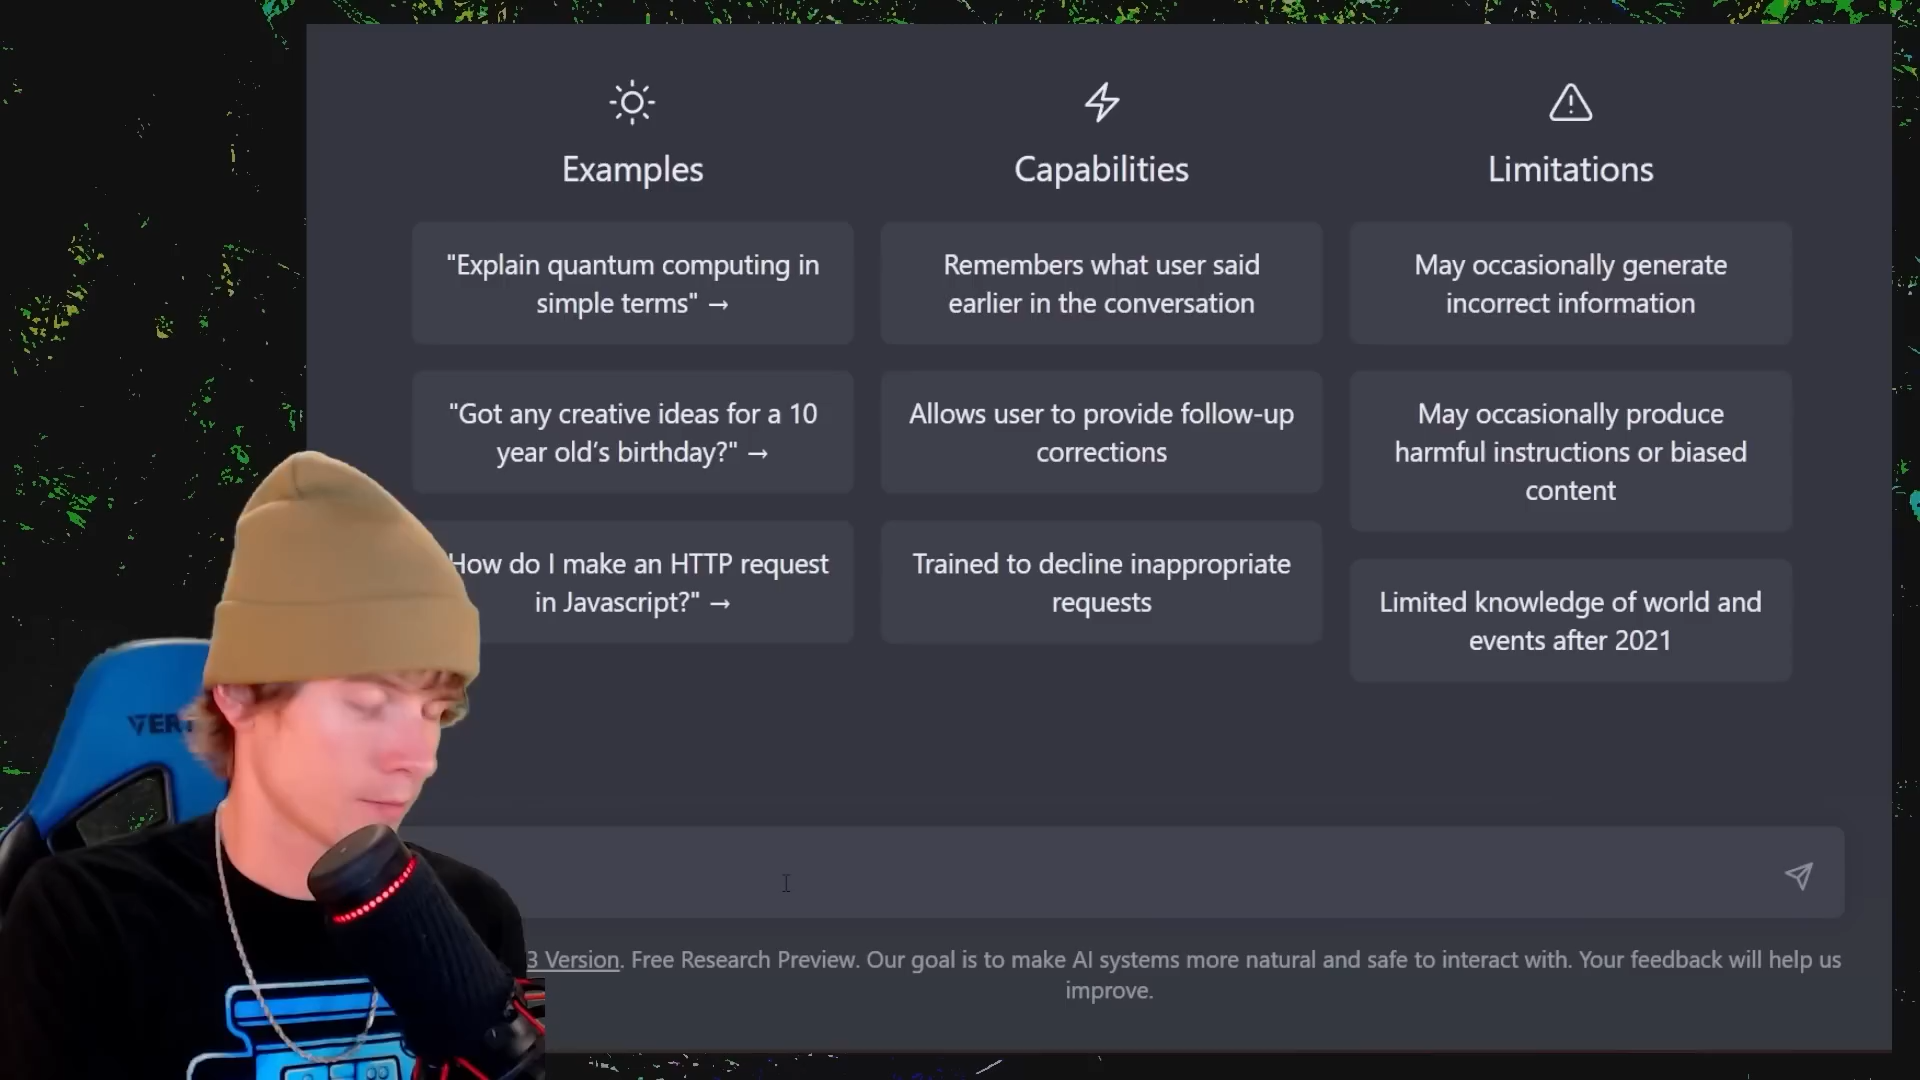 Examples
Capabilities
Limitations
"Explain quantum computing in
simple terms" →
Remembers what user said
earlier in the conversation
May occasionally generate
incorrect information
"Got any creative ideas for a 10
year old’s birthday?" →
Allows user to provide follow-up
corrections
May occasionally produce
harmful instructions or biased
content
How do I make an HTTP request
in Javascript?" →
Trained to decline inappropriate
requests
Limited knowledge of world and
events after 2021
3 Version. Free Research Preview. Our goal is to make AI systems more natural and safe to interact with. Your feedback will help us
improve.